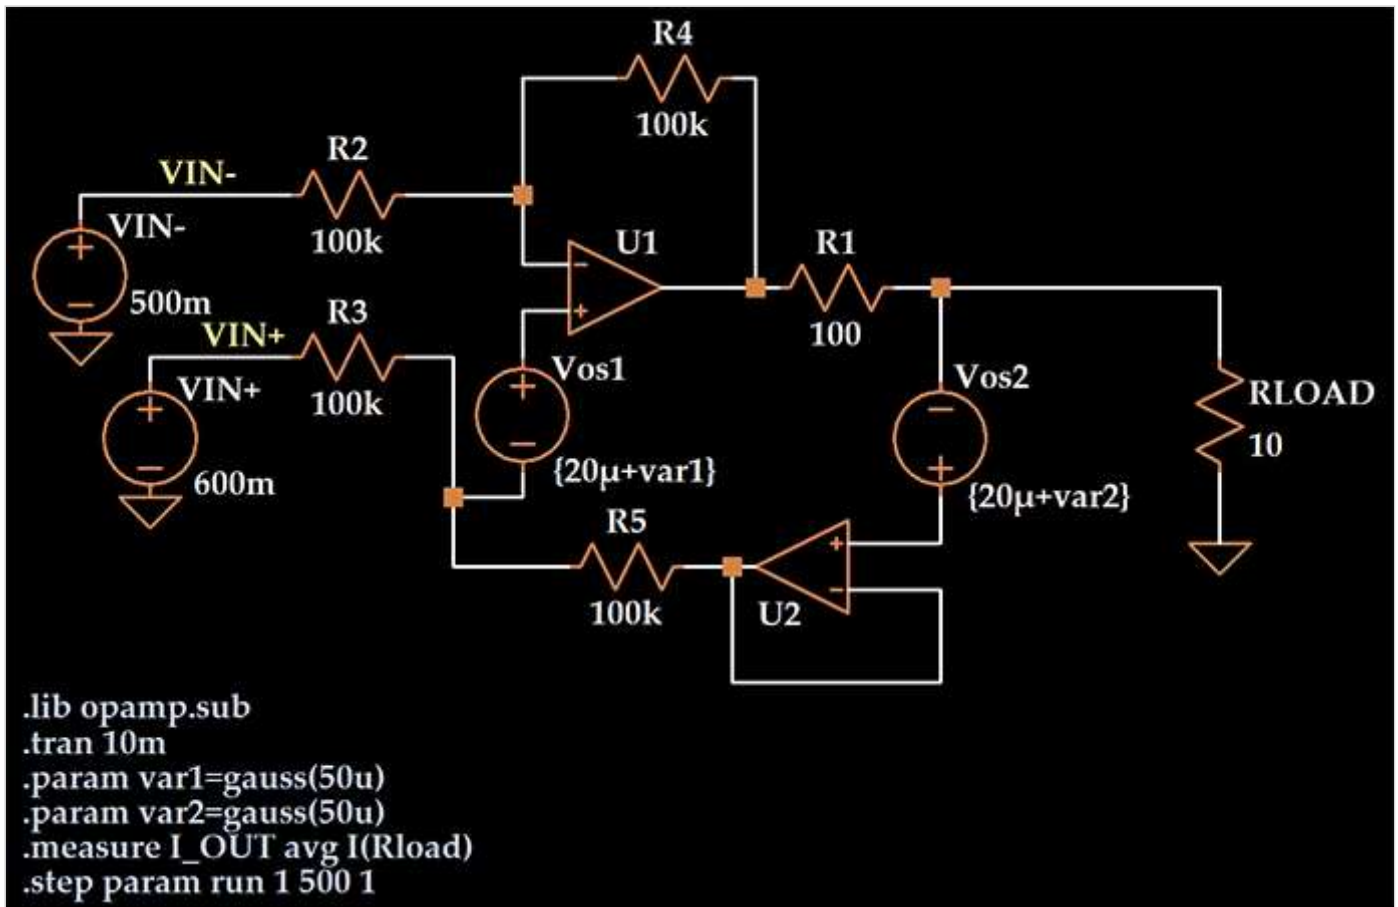 R4
100k
R2
VIN-
VIN-
100k
500m
U1
R1
100
R3
VIN+
VIN+
100k
600m
Vos1
{20µ+var1}
Vos2
{20µ+var2}
RLOAD
10
R5
100k
U2
.lib opamp.sub
.tran 10m
.param var1=gauss(50u)
.param var2=gauss(50u)
.measure I_OUT avg I(Rload)
.step param run 1 500 1